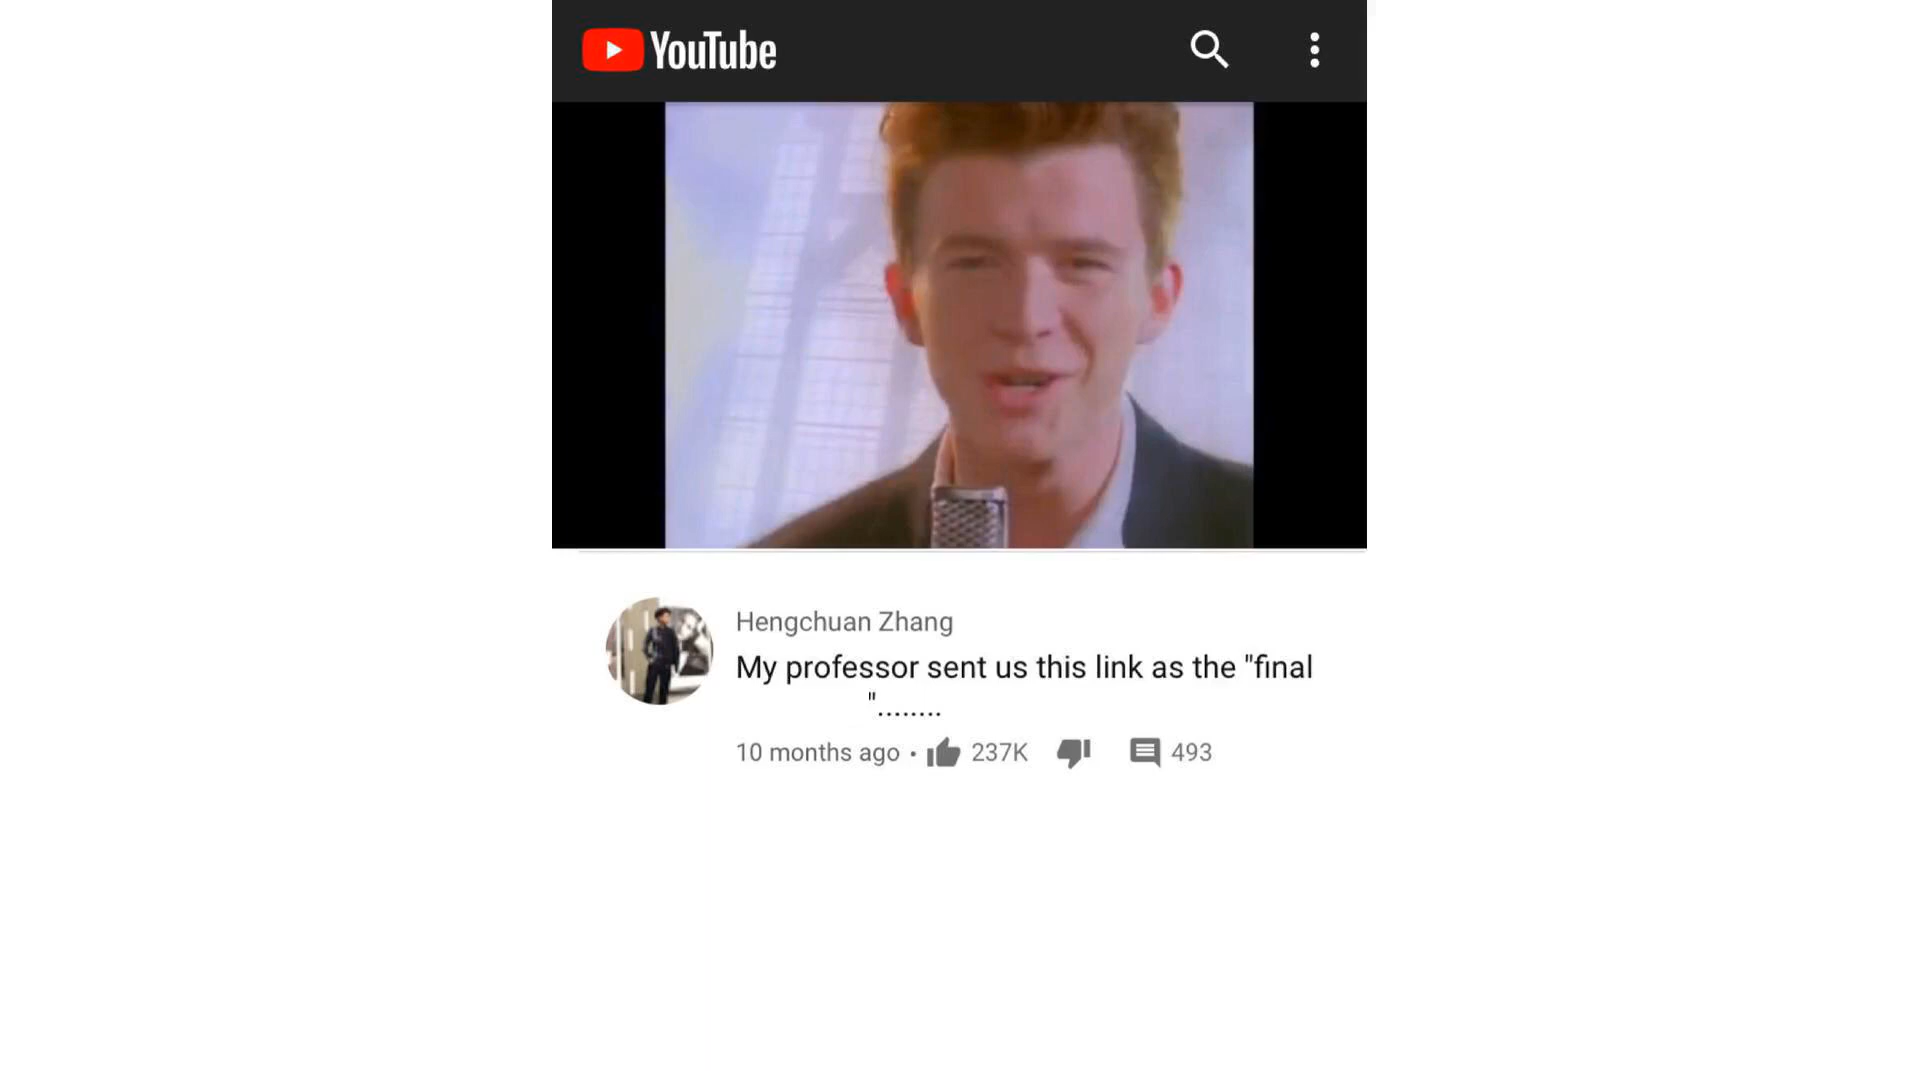 YouTube
Hengchuan Zhang
My professor sent us this link as the "final
"........
10 months ago • 237K 493